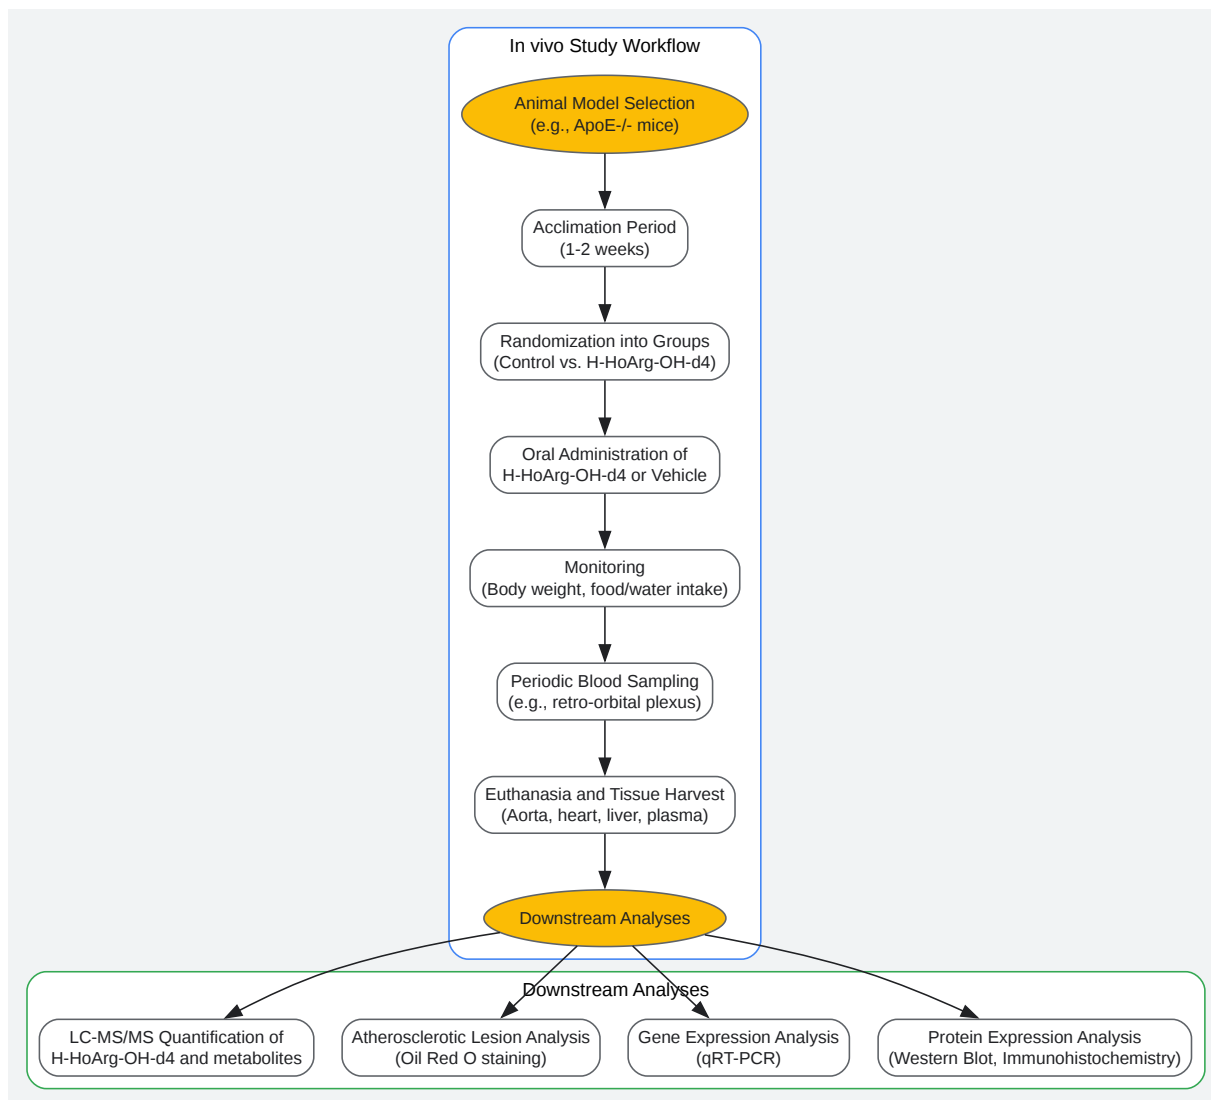 In vivo Study Workflow
Animal Model Selection
(e.g., ApoE-/- mice)
Acclimation Period
(1-2 weeks)
Randomization into Groups
(Control vs. H-HoArg-OH-d4)
Oral Administration of
H-HoArg-OH-d4 or Vehicle
Monitoring
(Body weight, food/water intake)
Periodic Blood Sampling
(e.g., retro-orbital plexus)
Euthanasia and Tissue Harvest
(Aorta, heart, liver, plasma)
Downstream Analyses
Downstream Analyses
LC-MS/MS Quantification of
H-HoArg-OH-d4 and metabolites
Atherosclerotic Lesion Analysis
(Oil Red O staining)
Gene Expression Analysis
(qRT-PCR)
Protein Expression Analysis
(Western Blot, Immunohistochemistry)